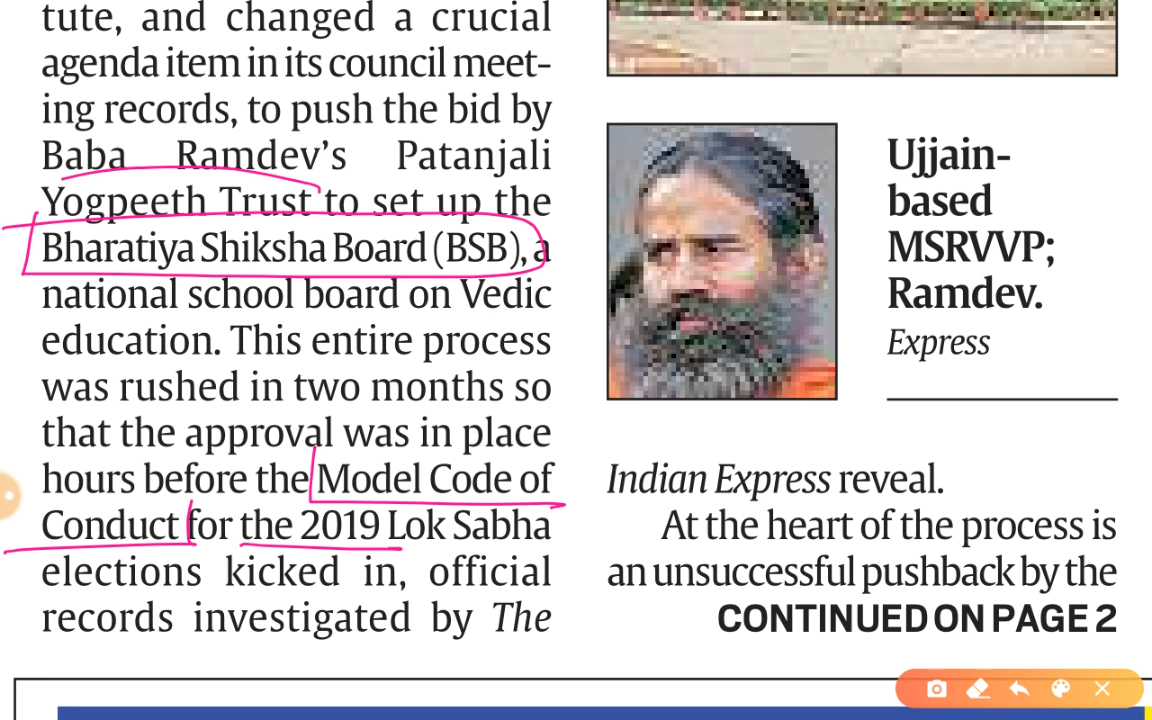 tute, and changed a crucial
agenda item in its council meet-
ing records, to push the bid by
Baba Ramdev's Patanjali
Yogpeeth Trust to set up the
Bharatiya Shiksha Board (BSB), a
national school board on Vedic
education. This entire process
was rushed in two months so
that the approval was in place
hours before the Model Code of
Conduct for the 2019 Lok Sabha
elections kicked in, official
records investigated by The
Ujjain-
based
MSRVVP;
Ramdev.
Express
Indian Express reveal.
At the heart of the process is
an unsuccessful pushback by the
CONTINUED ON PAGE 2